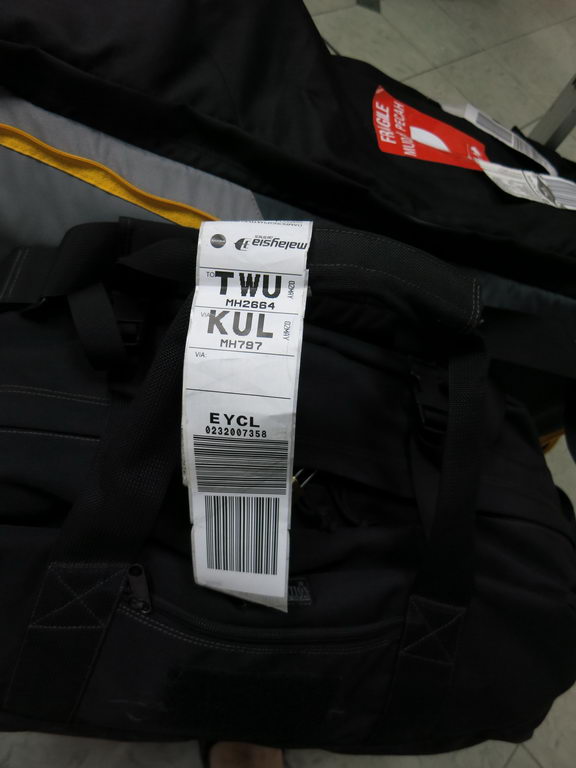 malaysia
TO
TWU
02MAY
MH2664
VIA
KUL
02MAY
MH797
VIA:
EYCL
0232007358
FRAGILE
MUDAH PECAH